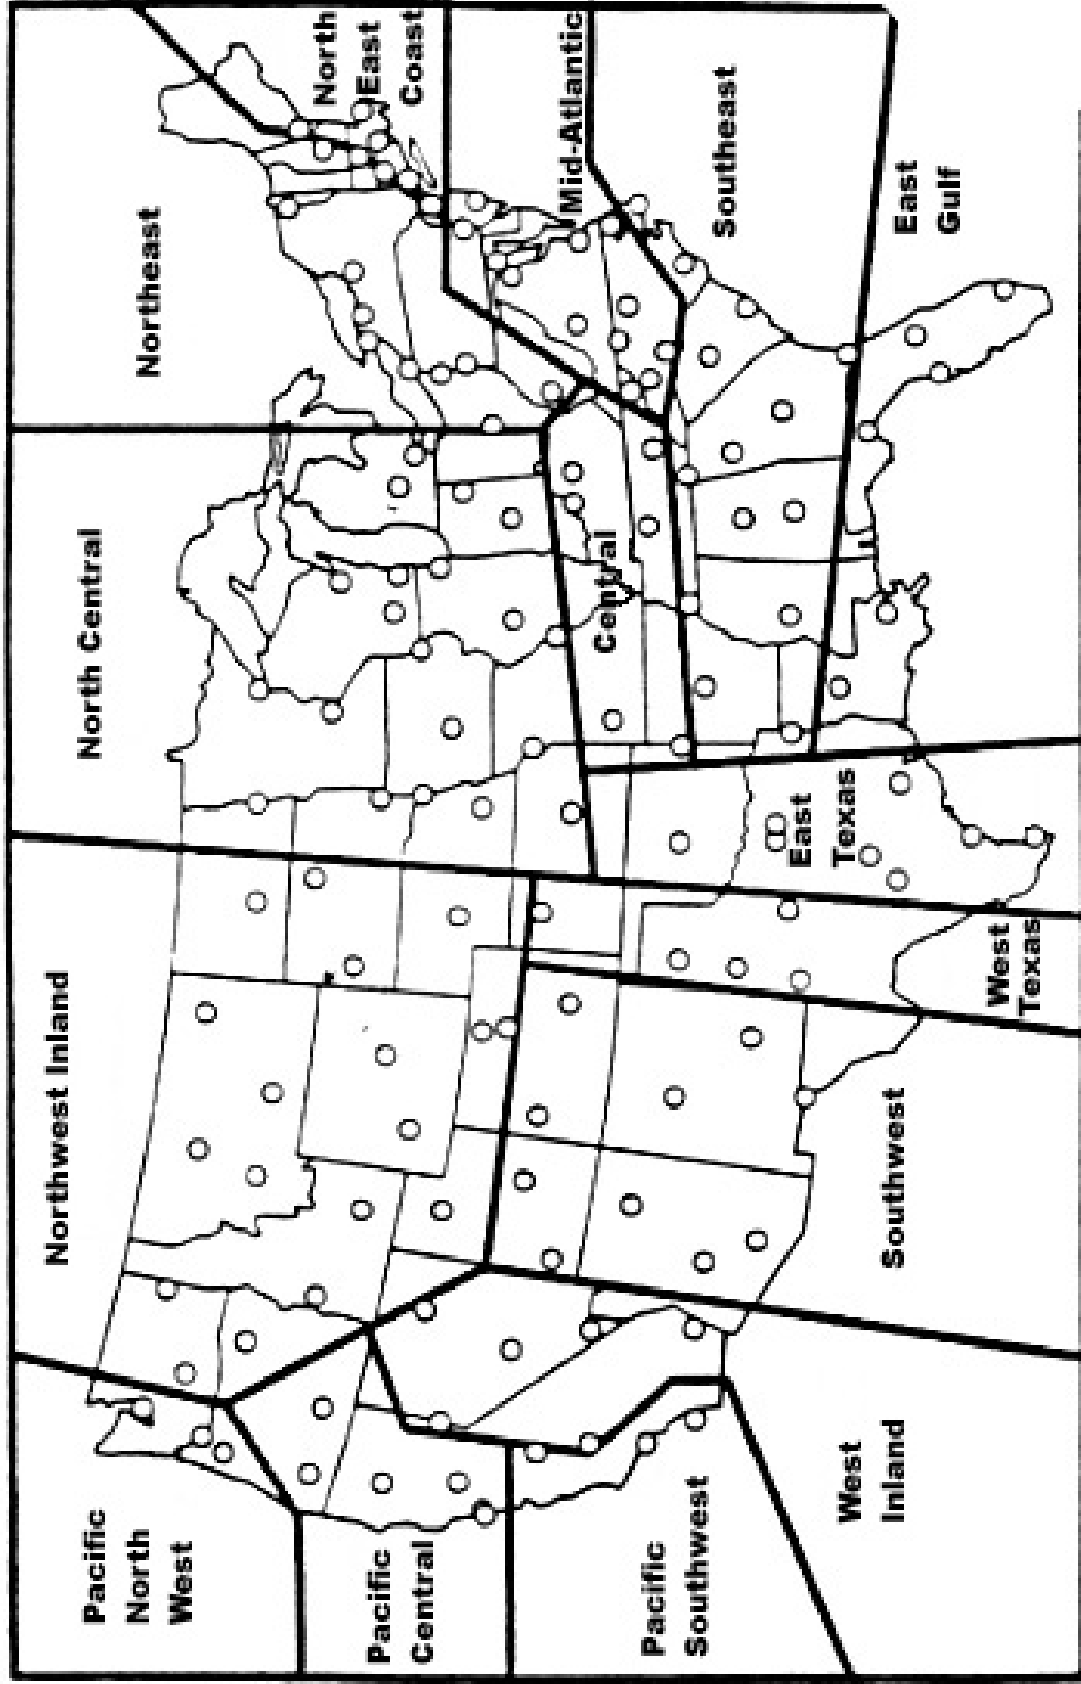 Pacific
North
West
Northwest Inland
North Central
Northeast
North
East
Coast
Pacific
Central
Mid-Atlantic
Central
Southeast
Pacific
Southwest
West
Inland
Southwest
West
Texas
East
Texas
East
Gulf